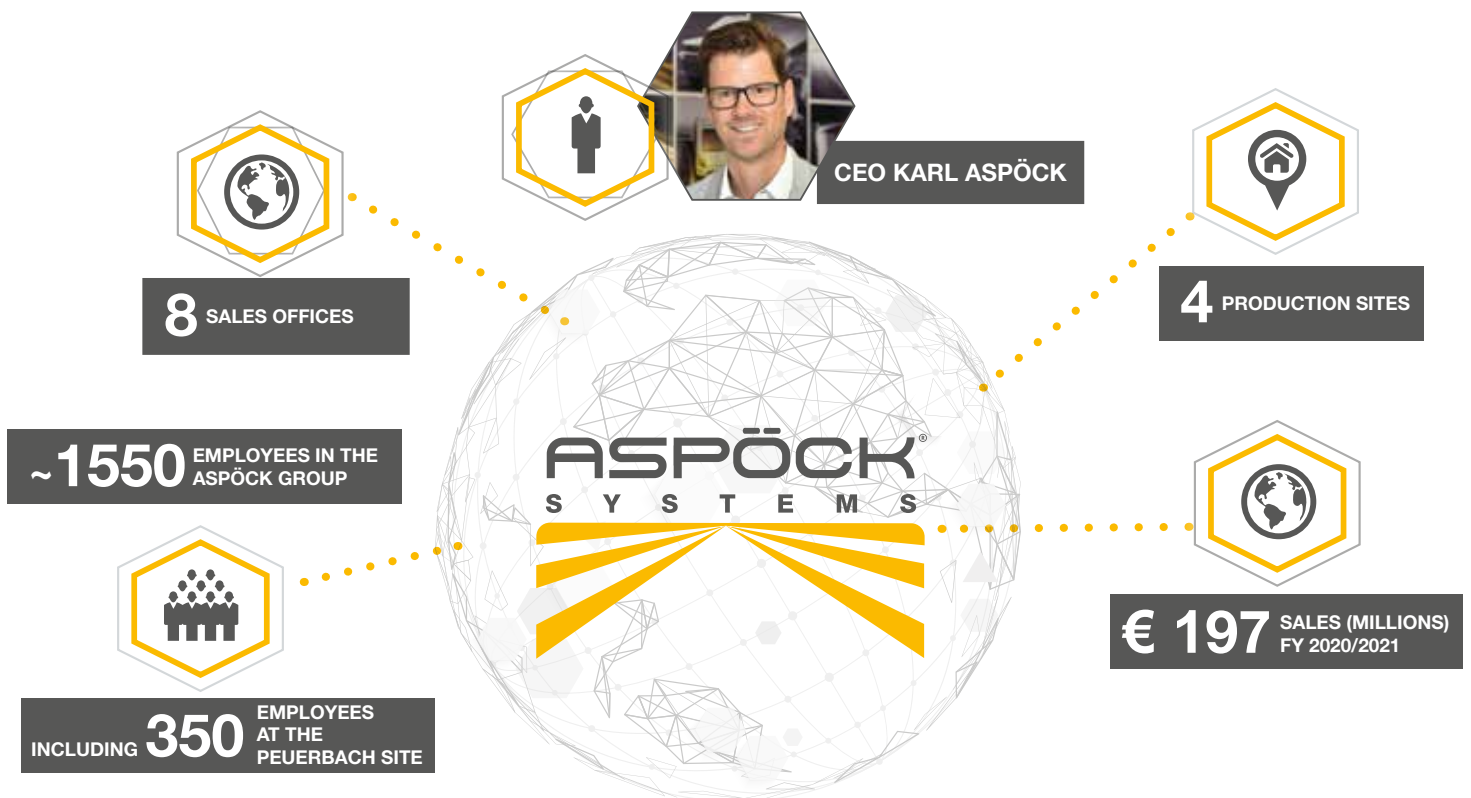 CEO KARL ASPÖCK
8 SALES OFFICES
4 PRODUCTION SITES
~1550 EMPLOYEES IN THE
ASPÖCK GROUP
ASPÖCK®
SYSTEMS
INCLUDING 350 EMPLOYEES
AT THE
PEUERBACH SITE
€ 197 SALES (MILLIONS)
FY 2020/2021